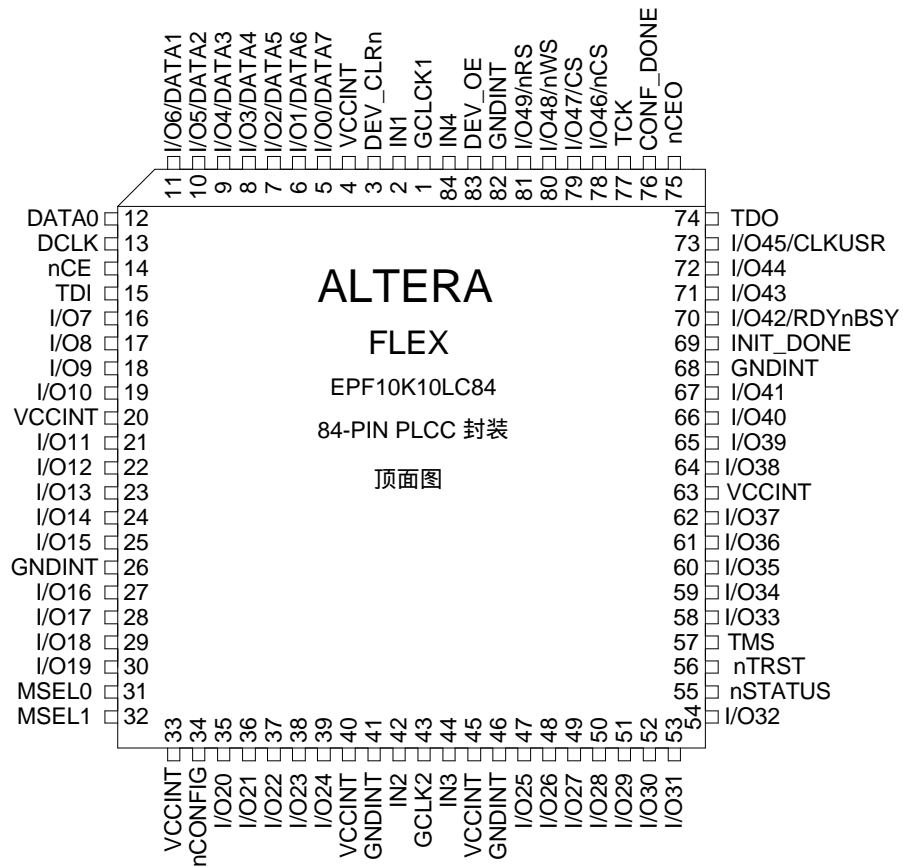 I/O6/DATA1
I/O5/DATA2
I/O4/DATA3
I/O3/DATA4
I/O2/DATA5
I/O1/DATA6
I/O0/DATA7
VCCINT
DEV_CLRn
IN1
GCLCK1
IN4
DEV_OE
GNDINT
I/O49/nRS
I/O48/nWS
I/O47/CS
I/O46/nCS
TCK
CONF_DONE
nCEO
11
10
9
8
7
6
5
4
3
2
1
84
83
82
81
80
79
78
77
76
75
DATA0 12
DCLK 13
nCE 14
TDI 15
I/O7 16
I/O8 17
I/O9 18
I/O10 19
VCCINT 20
I/O11 21
I/O12 22
I/O13 23
I/O14 24
I/O15 25
GNDINT 26
I/O16 27
I/O17 28
I/O18 29
I/O19 30
MSEL0 31
MSEL1 32
ALTERA
FLEX
EPF10K10LC84
84-PIN PLCC 封装
顶面图
74 TDO
73 I/O45/CLKUSR
72 I/O44
71 I/O43
70 I/O42/RDYnBSY
69 INIT_DONE
68 GNDINT
67 I/O41
66 I/O40
65 I/O39
64 I/O38
63 VCCINT
62 I/O37
61 I/O36
60 I/O35
59 I/O34
58 I/O33
57 TMS
56 nTRST
55 nSTATUS
54 I/O32
33
34
35
36
37
38
39
40
41
42
43
44
45
46
47
48
49
50
51
52
53
VCCINT
nCONFIG
I/O20
I/O21
I/O22
I/O23
I/O24
VCCINT
GNDINT
IN2
GCLK2
IN3
VCCINT
GNDINT
I/O25
I/O26
I/O27
I/O28
I/O29
I/O30
I/O31